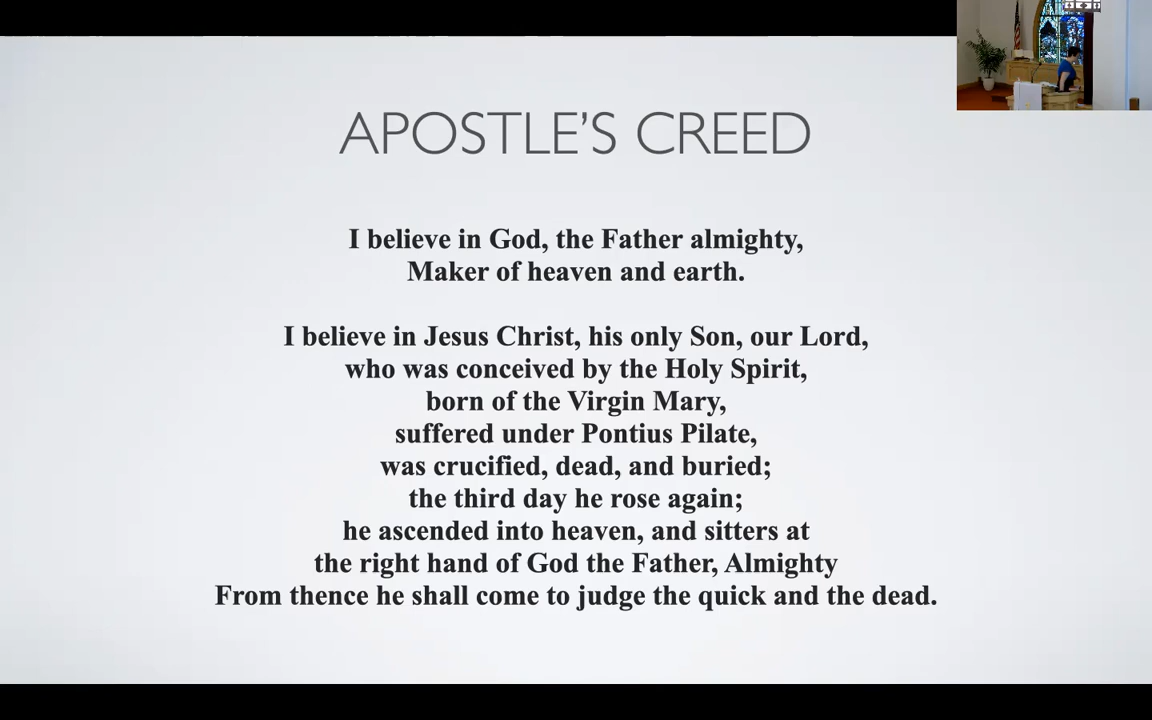 APOSTLE'S CREED
I believe in God, the Father almighty,
Maker of heaven and earth.
I believe in Jesus Christ, his only Son, our Lord,
who was conceived by the Holy Spirit,
born of the Virgin Mary,
suffered under Pontius Pilate,
was crucified, dead, and buried;
the third day he rose again;
he ascended into heaven, and sitters at
the right hand of God the Father, Almighty
From thence he shall come to judge the quick and the dead.